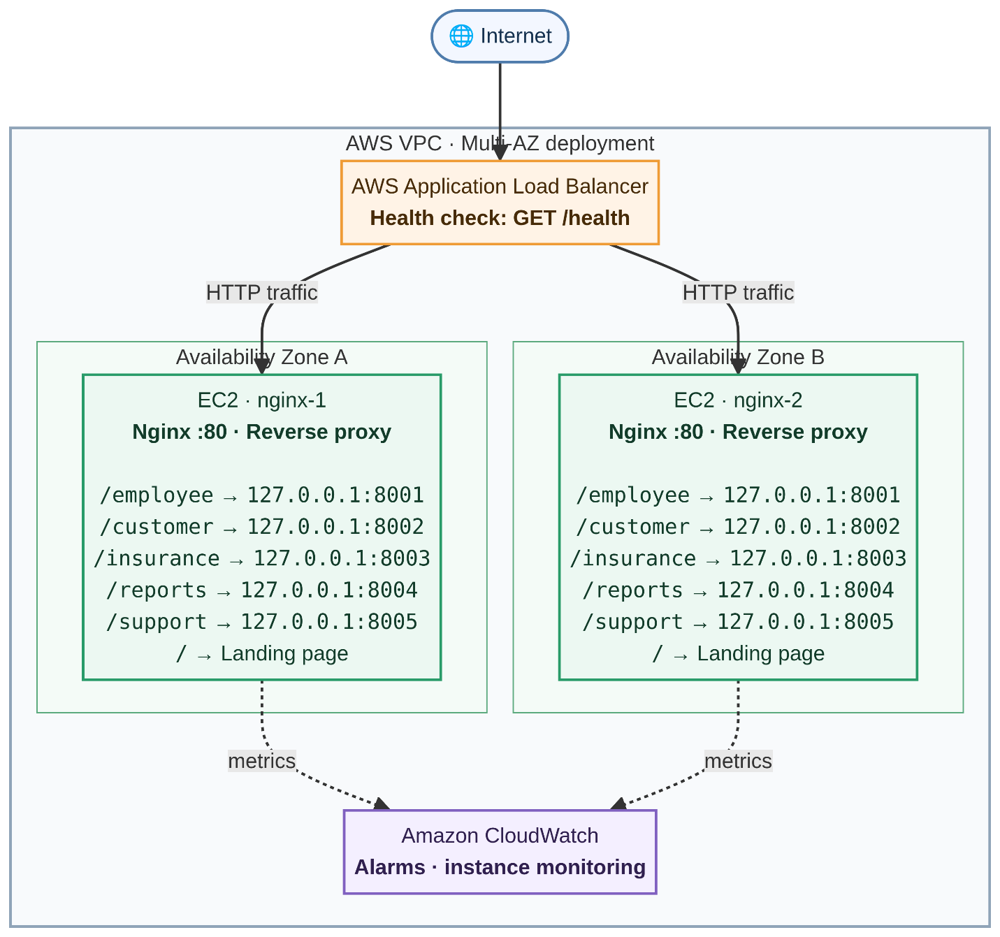 🌐 Internet
AWS VPC · Multi-AZ deployment
AWS Application Load Balancer
Health check: GET /health
HTTP traffic
HTTP traffic
Availability Zone A
EC2 · nginx-1
Nginx :80 · Reverse proxy
/employee → 127.0.0.1:8001
/customer → 127.0.0.1:8002
/insurance → 127.0.0.1:8003
/reports → 127.0.0.1:8004
/support → 127.0.0.1:8005
/ → Landing page
Availability Zone B
EC2 · nginx-2
Nginx :80 · Reverse proxy
/employee → 127.0.0.1:8001
/customer → 127.0.0.1:8002
/insurance → 127.0.0.1:8003
/reports → 127.0.0.1:8004
/support → 127.0.0.1:8005
/ → Landing page
metrics
metrics
Amazon CloudWatch
Alarms · instance monitoring